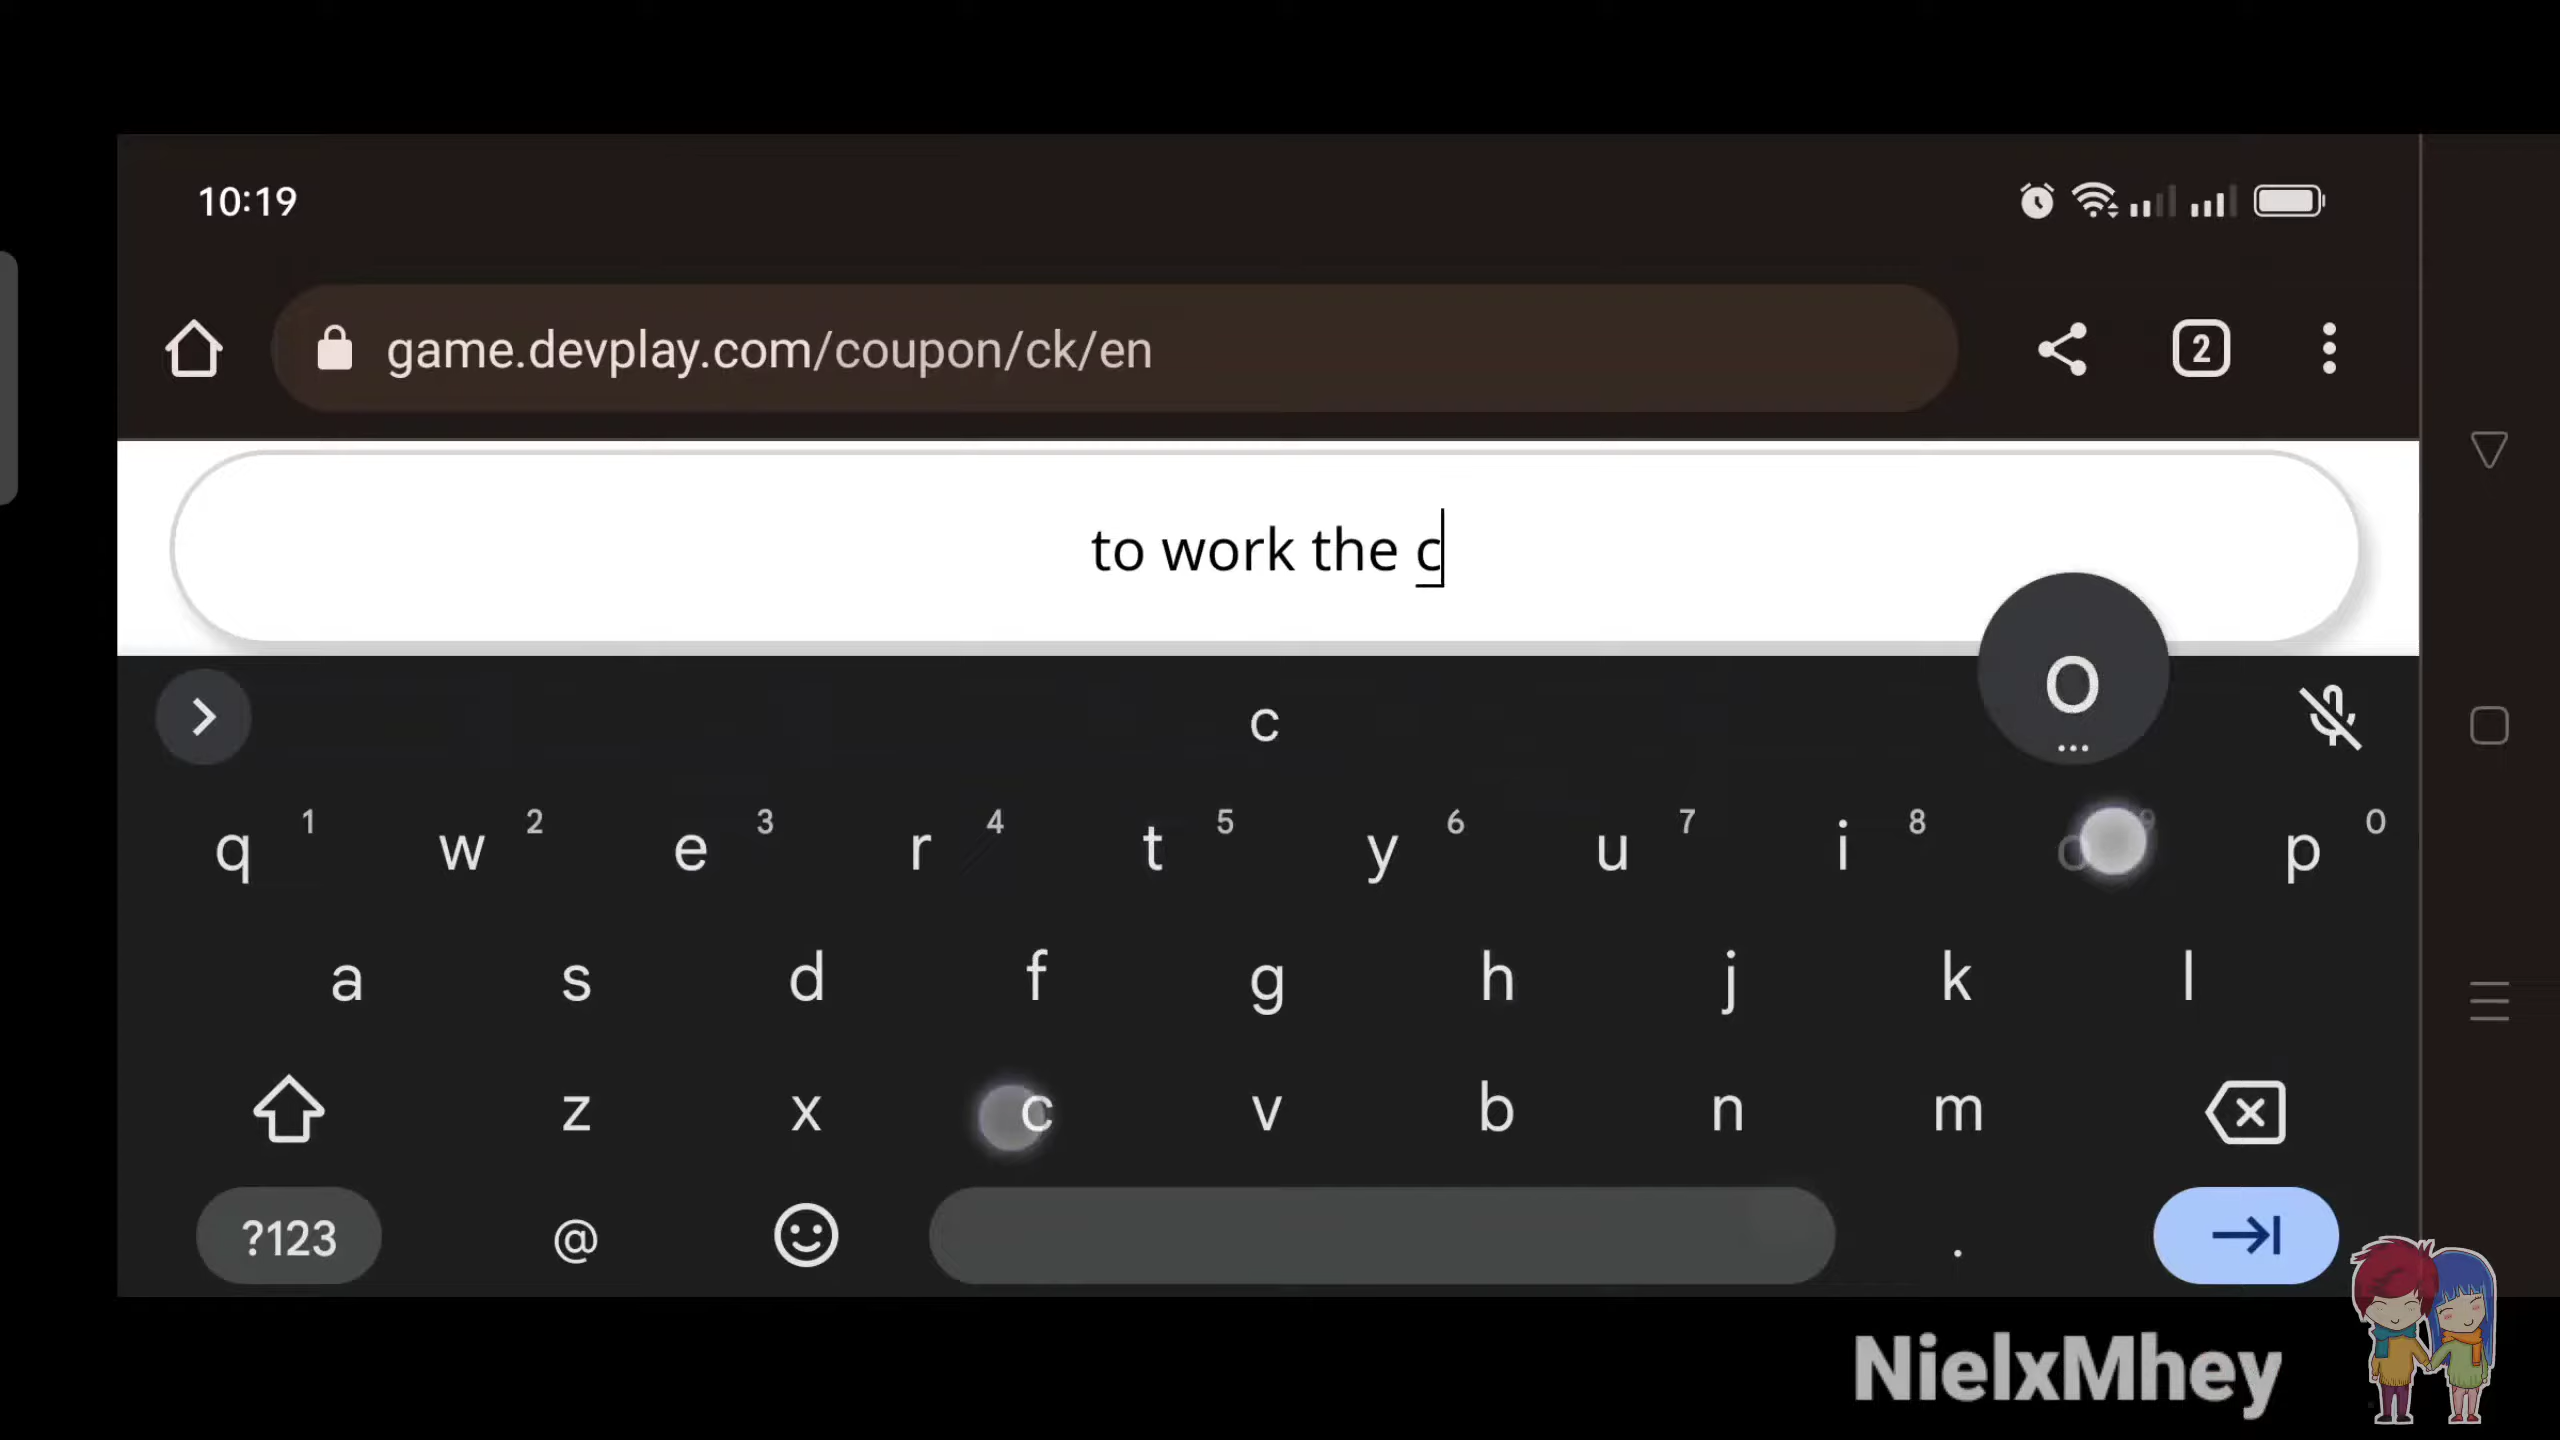 10:19
game.devplay.com/coupon/ck/en
2
to work the c
c
o
...
q 1 w 2 e 3 r 4 t 5 y 6 u 7 i 8 o 9 p 0
a s d f g h j k l
z x c v b n m
?123 @ .
NielxMhey